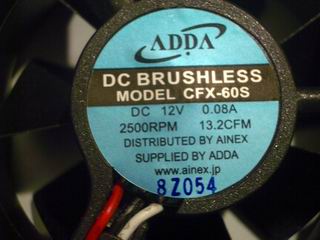 ADDA
DC BRUSHLESS
MODEL CFX-60S
DC 12V 0.08A
2500RPM 13.2CFM
DISTRIBUTED BY AINEX
SUPPLIED BY ADDA
www.ainex.jp
8Z054